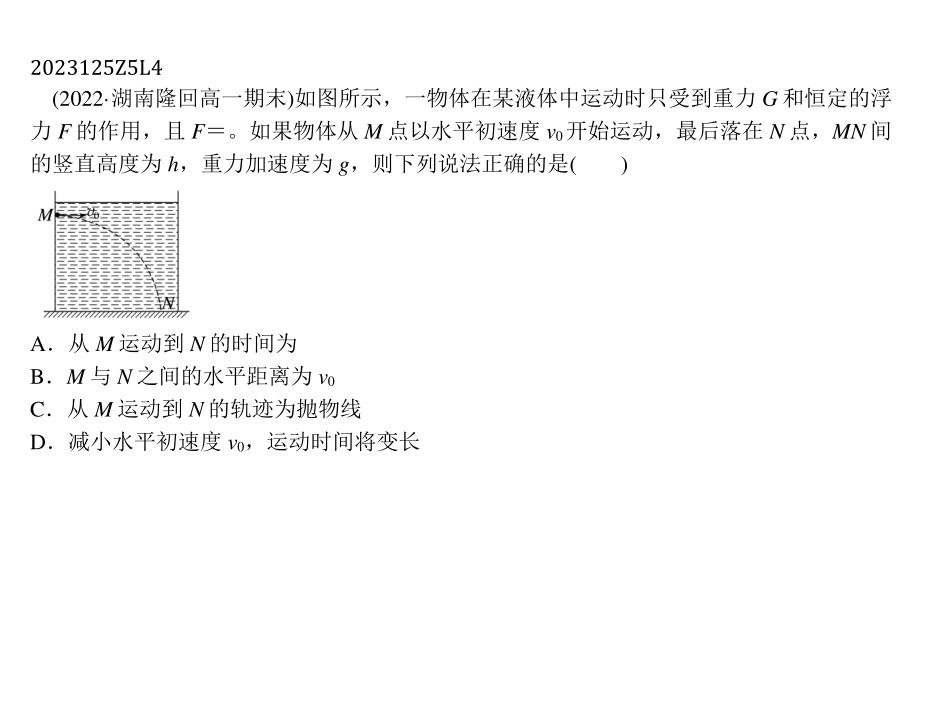 2023125Z5L4
(2022·湖南隆回高一期末)如图所示，一物体在某液体中运动时只受到重力 G 和恒定的浮
力 F 的作用，且 F＝。如果物体从 M 点以水平初速度 v0 开始运动，最后落在 N 点，MN 间
的竖直高度为 h，重力加速度为 g，则下列说法正确的是(　　)
M v0
N
A．从 M 运动到 N 的时间为
B．M 与 N 之间的水平距离为 v0
C．从 M 运动到 N 的轨迹为抛物线
D．减小水平初速度 v0，运动时间将变长